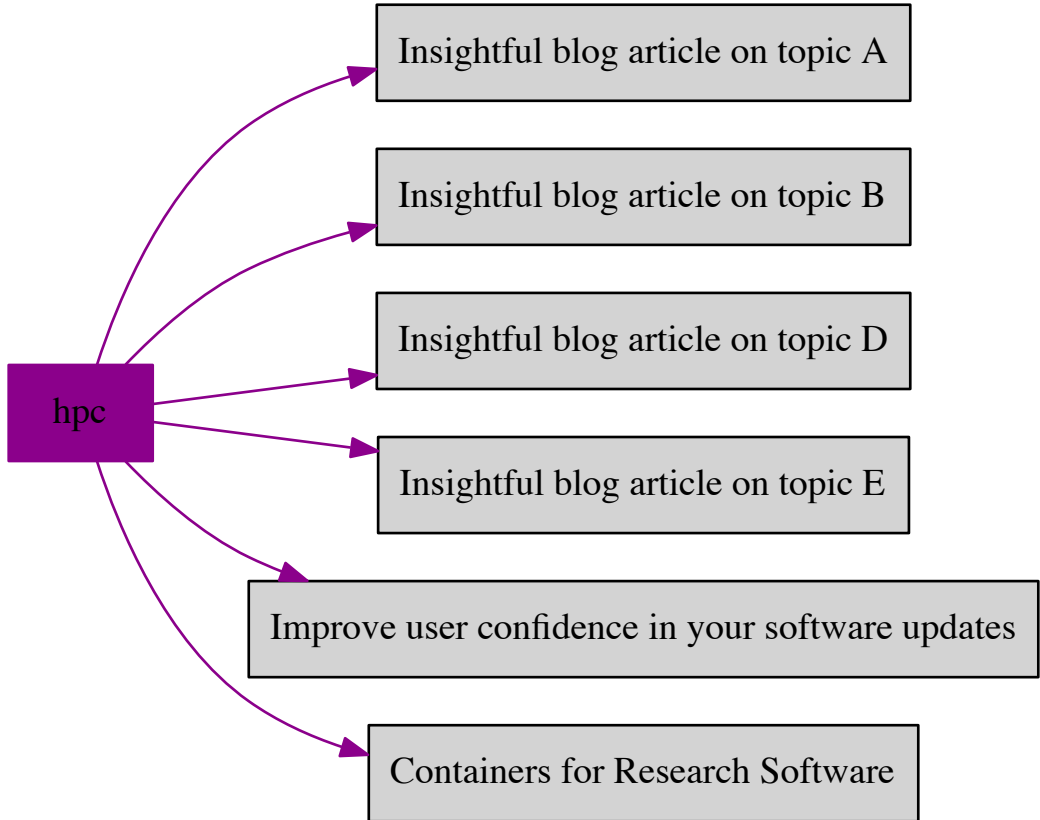 Insightful blog article on topic A
Insightful blog article on topic B
Insightful blog article on topic D
hpc
Insightful blog article on topic E
Improve user confidence in your software updates
Containers for Research Software